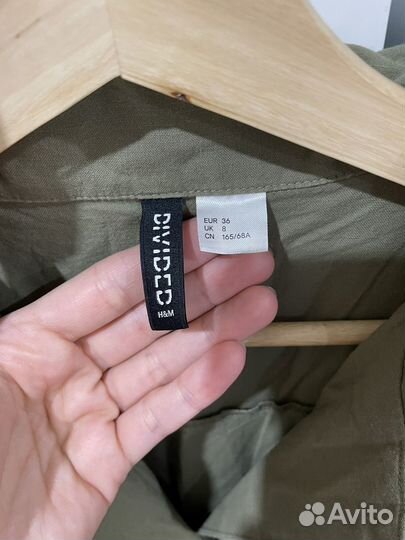 DIVIDED
H&M
EUR 36
UK 8
CN 165/68A
Avito